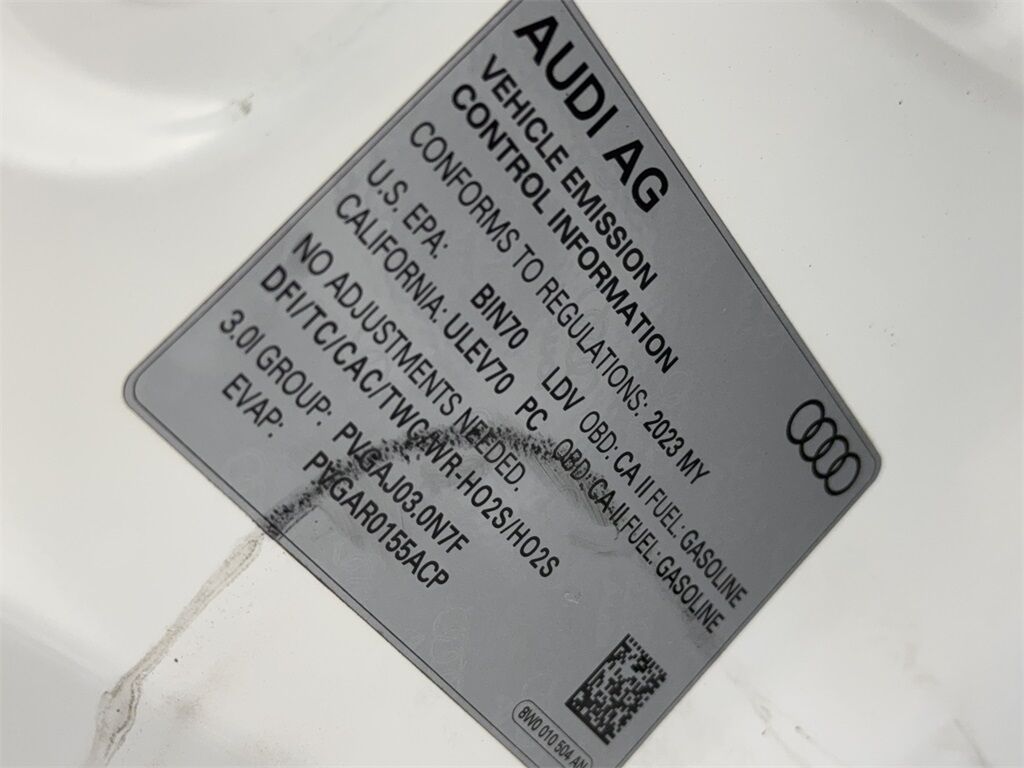 AUDI AG
VEHICLE EMISSION
CONTROL INFORMATION
CONFORMS TO REGULATIONS: 2023 MY
U.S. EPA: BIN70 LDV OBD: CA II FUEL: GASOLINE
CALIFORNIA: ULEV70 PC OBD: CA II FUEL: GASOLINE
NO ADJUSTMENTS NEEDED.
DFI/TC/CAC/TWC/WR-HO2S/HO2S
3.0l GROUP: PVGAJ03.0N7F
EVAP: PVGAR0155ACP
8W0 010 504 AN